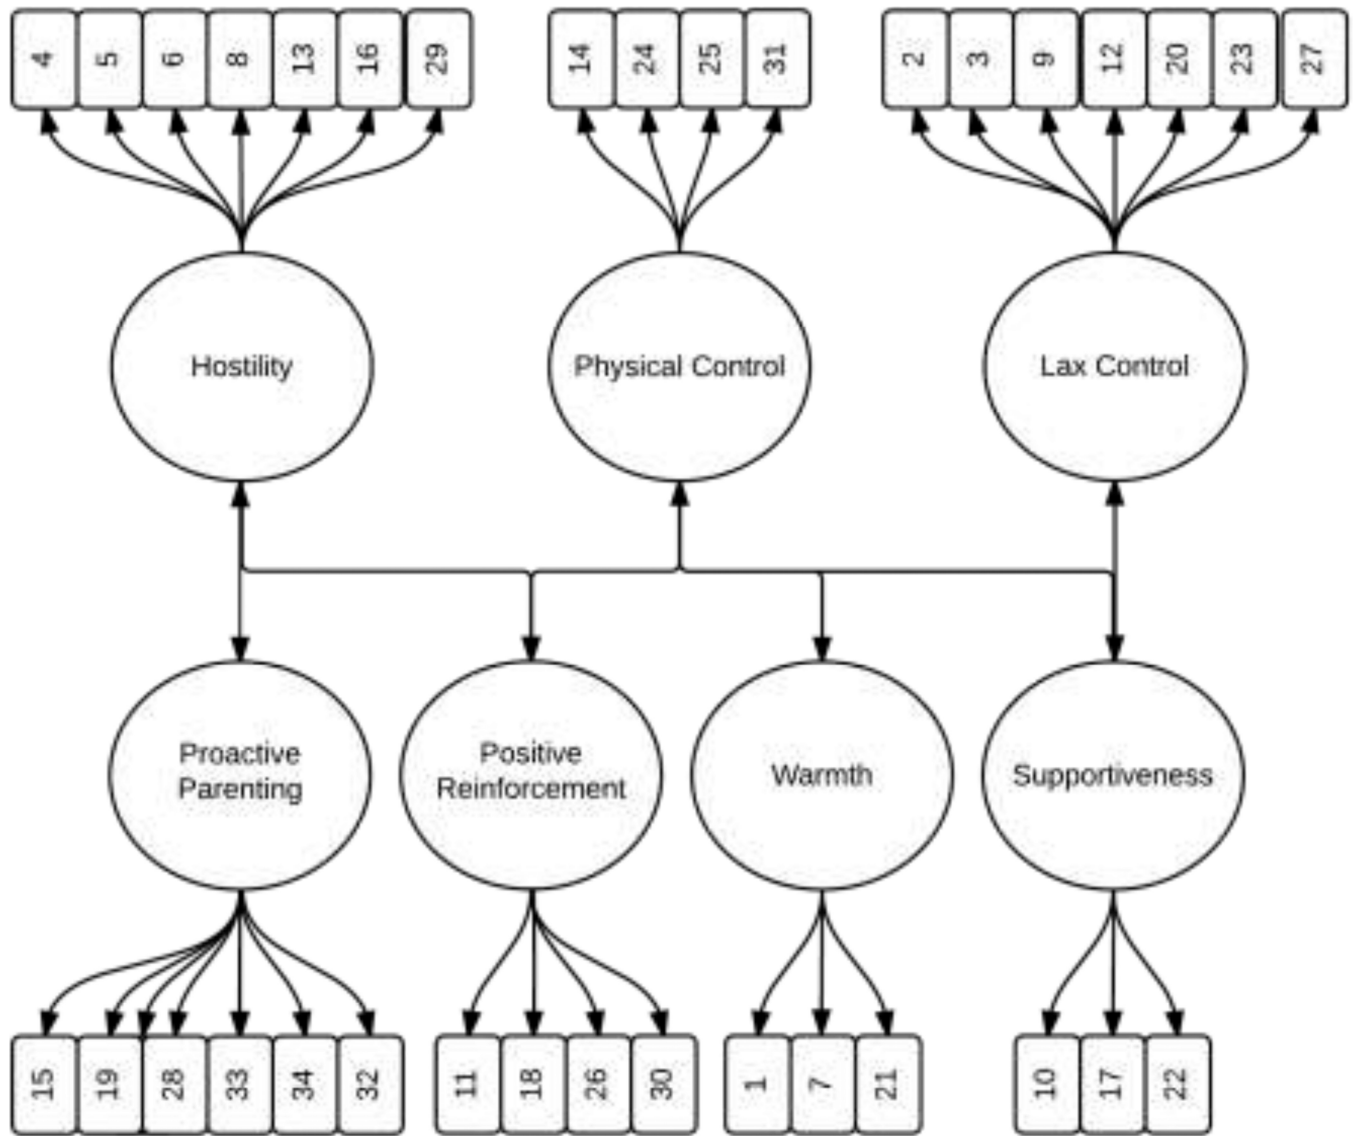 4 5 6 8 13 16 29
14 24 25 31
2 3 9 12 20 23 27
Hostility
Physical Control
Lax Control
Proactive
Parenting
Positive
Reinforcement
Warmth
Supportiveness
15 19 28 33 34 32
11 18 26 30
1 7 21
10 17 22